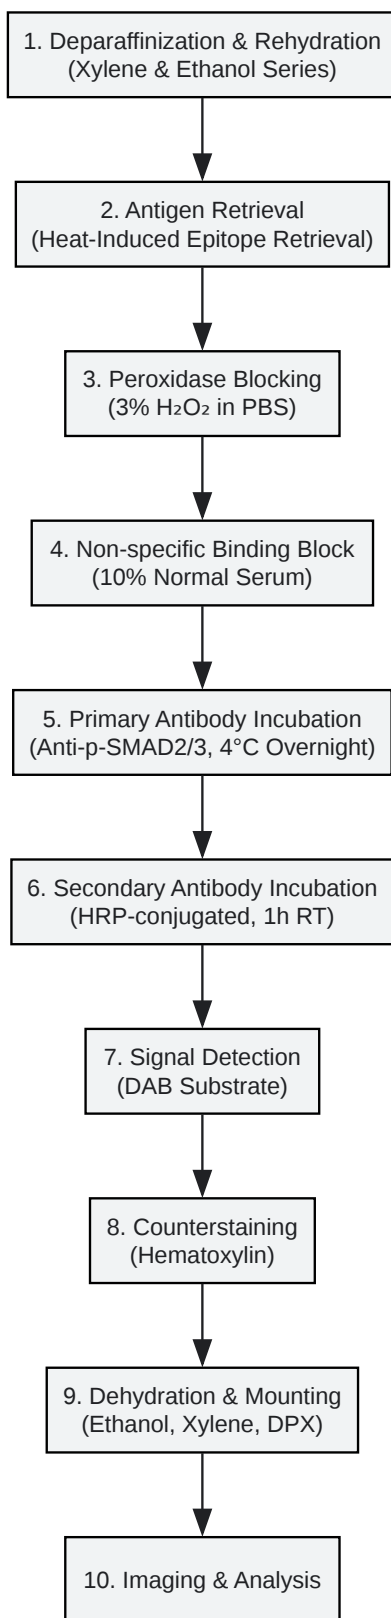 1. Deparaffinization & Rehydration
(Xylene & Ethanol Series)
2. Antigen Retrieval
(Heat-Induced Epitope Retrieval)
3. Peroxidase Blocking
(3% H₂O₂ in PBS)
4. Non-specific Binding Block
(10% Normal Serum)
5. Primary Antibody Incubation
(Anti-p-SMAD2/3, 4°C Overnight)
6. Secondary Antibody Incubation
(HRP-conjugated, 1h RT)
7. Signal Detection
(DAB Substrate)
8. Counterstaining
(Hematoxylin)
9. Dehydration & Mounting
(Ethanol, Xylene, DPX)
10. Imaging & Analysis